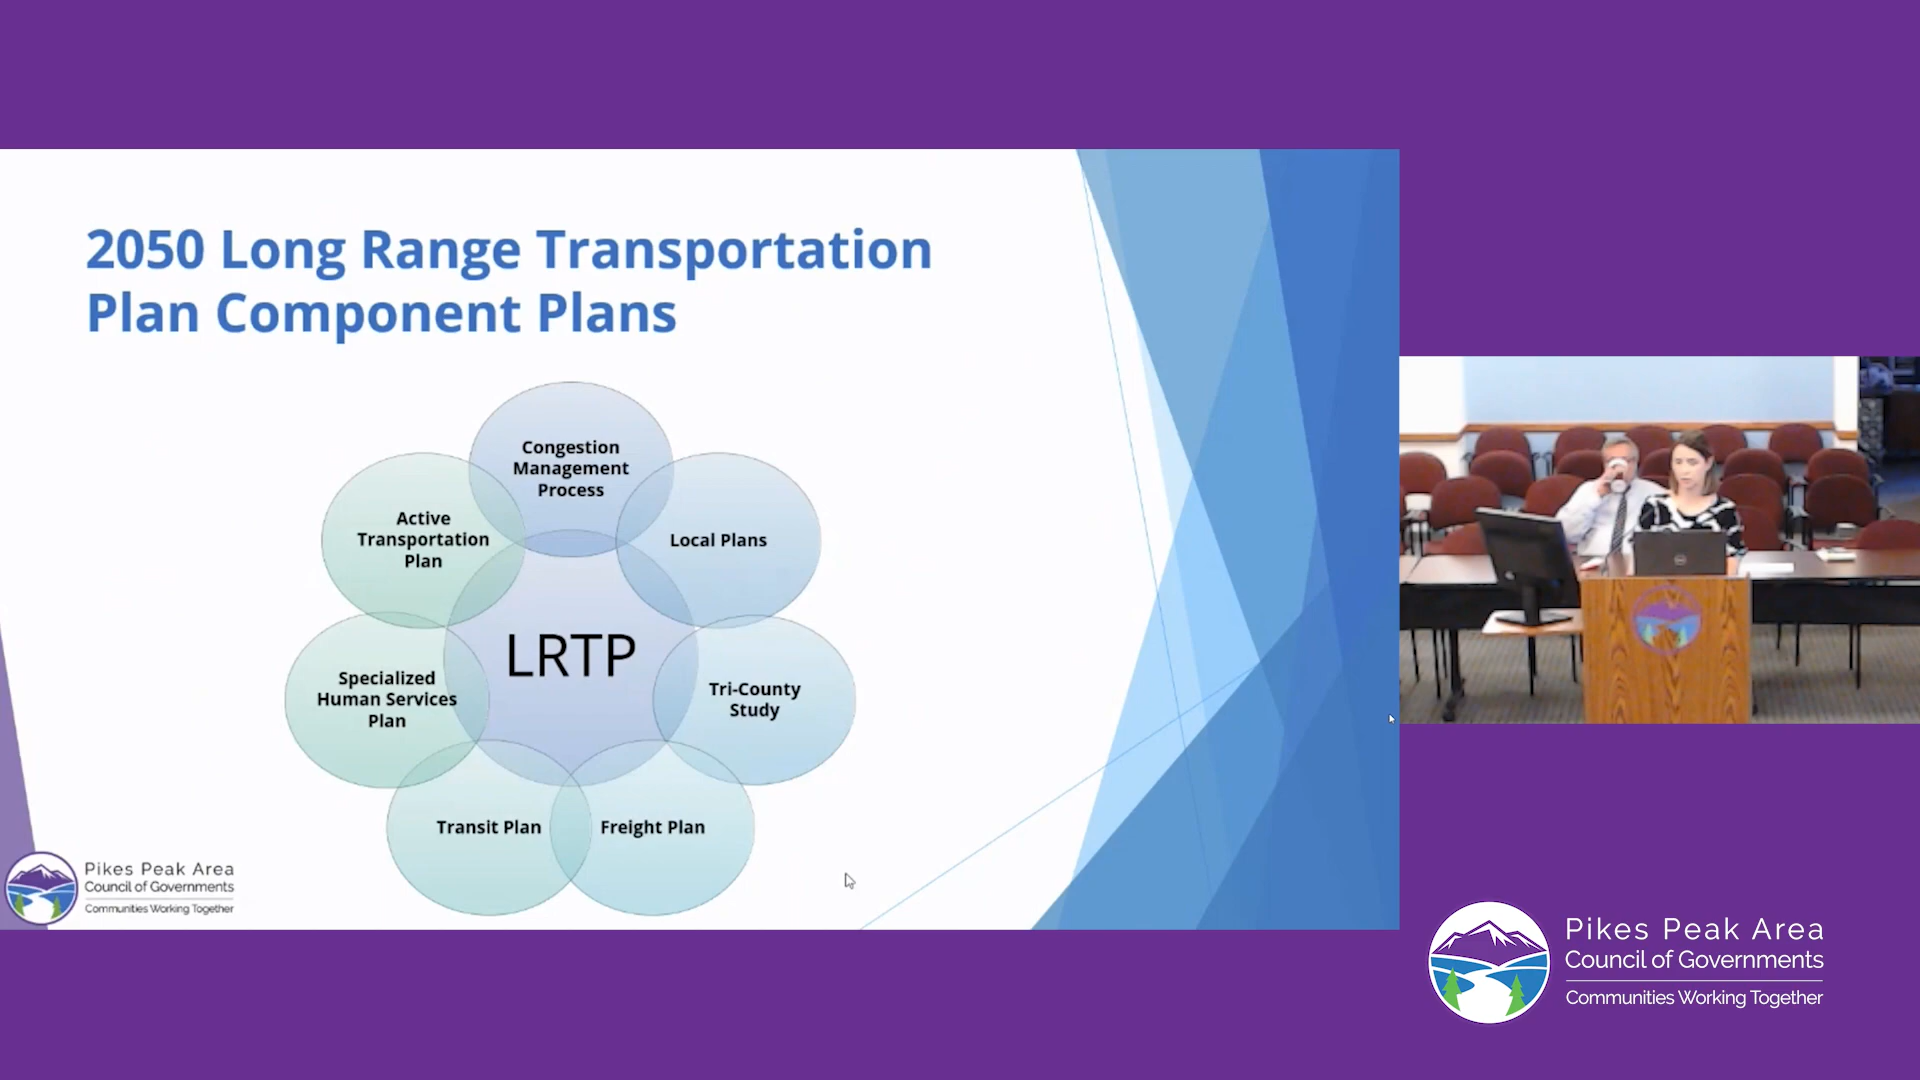 2050 Long Range Transportation
Plan Component Plans
Congestion
Management
Process
Active
Transportation
Plan
Local Plans
LRTP
Specialized
Human Services
Plan
Tri-County
Study
Transit Plan
Freight Plan
Pikes Peak Area
Council of Governments
Communities Working Together
Pikes Peak Area
Council of Governments
Communities Working Together